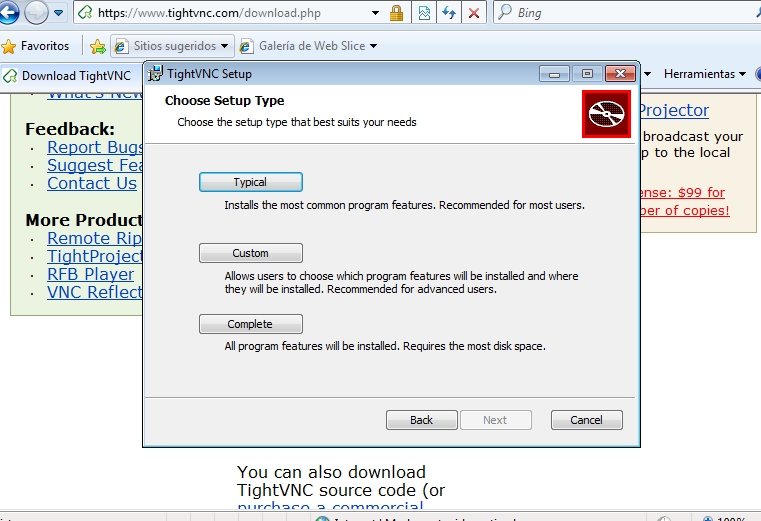 https://www.tightvnc.com/download.php
Bing
Favoritos
Sitios sugeridos
Galería de Web Slice
Download TightVNC
TightVNC Setup
Herramientas
What's New
Choose Setup Type
Choose the setup type that best suits your needs
Projector
broadcast your
p to the local
ense: $99 for
ber of copies!
Feedback:
Report Bugs
Suggest Fea
Contact Us
More Product
Remote Rip
TightProject
RFB Player
VNC Reflect
Typical
Installs the most common program features. Recommended for most users.
Custom
Allows users to choose which program features will be installed and where
they will be installed. Recommended for advanced users.
Complete
All program features will be installed. Requires the most disk space.
Back
Next
Cancel
You can also download
TightVNC source code (or
purchase a commercial
100%